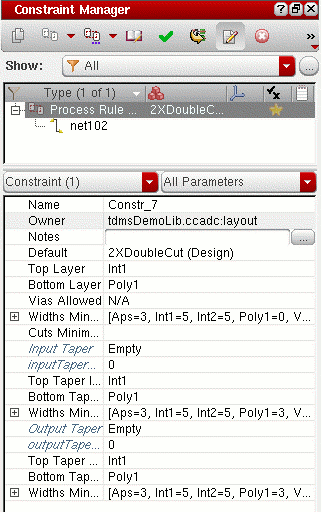 Constraint Manager
Show: All ...
Type (1 of 1)
Process Rule ... 2XDoubleC...
net102
Constraint (1) All Parameters
Name Constr_7
Owner tdmsDemoLib.ccadc:layout
Notes ...
Default 2XDoubleCut (Design)
Top Layer Int1
Bottom Layer Poly1
Vias Allowed N/A
Widths Min... [Aps=3, Int1=5, Int2=5, Poly1=0, V...
Cuts Minim...
Input Taper Empty
inputTaper... 0
Top Taper l... Int1
Bottom Tap... Poly1
Widths Min... [Aps=3, Int1=5, Int2=5, Poly1=3, V...
Output Taper Empty
outputTape... 0
Top Taper ... Int1
Bottom Tap... Poly1
Widths Min... [Aps=3, Int1=5, Int2=5, Poly1=3, V...